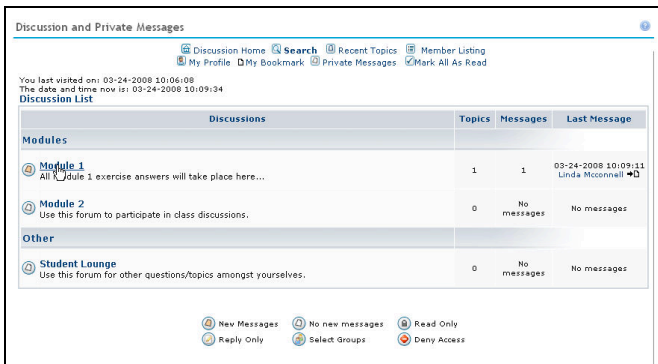 Discussion and Private Messages
Discussion Home Search Recent Topics Member Listing
My Profile My Bookmark Private Messages Mark All As Read
You last visited on: 03-24-2008 10:06:08
The date and time now is: 03-24-2008 10:09:34
Discussion List
Discussions Topics Messages Last Message
Modules
Module 1
All dule 1 exercise answers will take place here...
1 1 03-24-2008 10:09:11
Linda Mcconnell
Module 2
Use this forum to participate in class discussions.
0 No messages No messages
Other
Student Lounge
Use this forum for other questions/topics amongst yourselves.
0 No messages No messages
New Messages No new messages Read Only
Reply Only Select Groups Deny Access